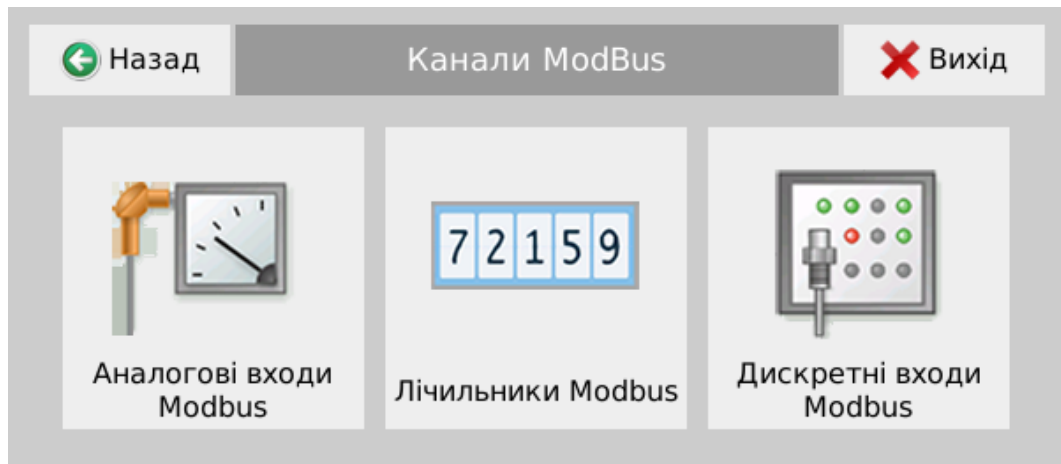 Назад
Канали ModBus
Вихід
72159
Аналогові входи
Modbus
Лічильники Modbus
Дискретні входи
Modbus